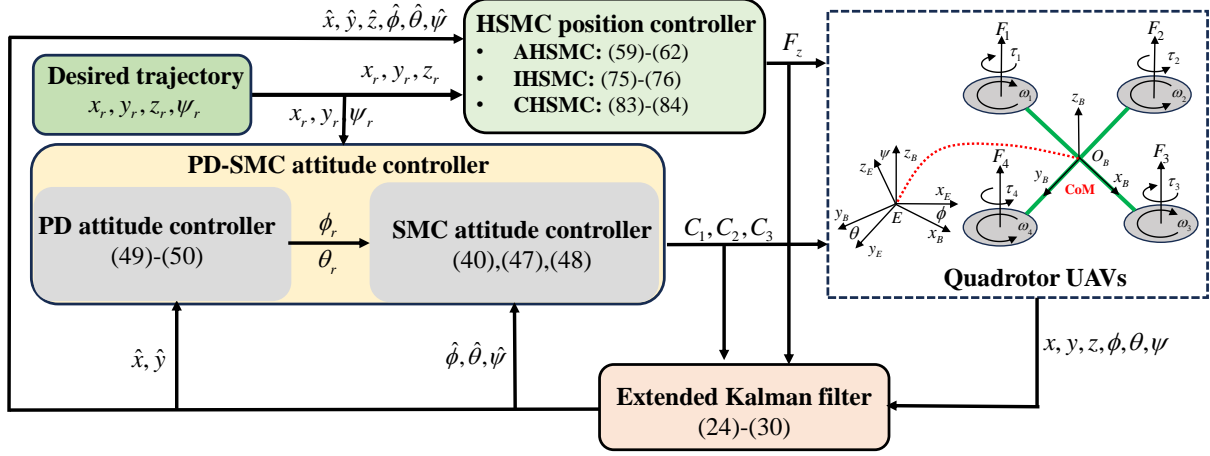 x̂, ŷ, ẑ, ϕ̂, θ̂, ψ̂
HSMC position controller
• AHSMC: (59)-(62)
• IHSMC: (75)-(76)
• CHSMC: (83)-(84)
F_z
Desired trajectory
x_r, y_r, z_r, ψ_r
x_r, y_r, z_r
x_r, y_r ψ_r
PD-SMC attitude controller
PD attitude controller
(49)-(50)
ϕ_r
θ_r
SMC attitude controller
(40),(47),(48)
C_1, C_2, C_3
F_1
τ_1
ω_1
F_2
τ_2
ω_2
z_B
O_B
F_4
τ_4
ω_4
y_B
CoM
x_B
F_3
τ_3
ω_3
ψ
z_B
z_E
x_E
E
ϕ
y_B
θ
x_B
y_E
Quadrotor UAVs
x̂, ŷ
ϕ̂, θ̂, ψ̂
x, y, z, ϕ, θ, ψ
Extended Kalman filter
(24)-(30)